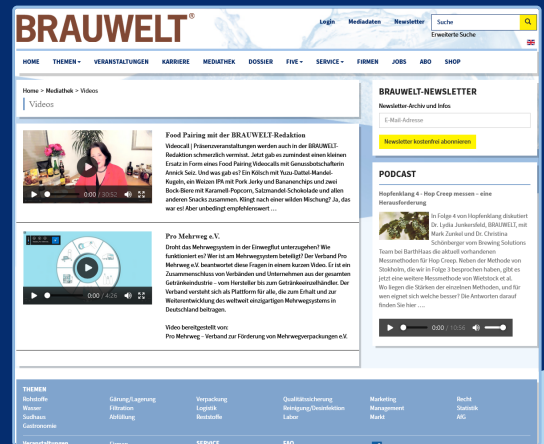 BRAUWELT®
Login Mediadaten Newsletter
Suche
Erweiterte Suche
HOME THEMEN VERANSTALTUNGEN KARRIERE MEDIATHEK DOSSIER FIVE SERVICE FIRMEN JOBS ABO SHOP
Home > Mediathek > Videos
Videos
Food Pairing mit der BRAUWELT-Redaktion
Videocall | Präsenzveranstaltungen werden auch in der BRAUWELT-
Redaktion schmerzlich vermisst. Jetzt gab es zumindest einen kleinen
Ersatz in Form eines Food Pairing Videocalls mit Genussbotschafterin
Annick Seiz. Und was gab es? Ein Kölsch mit Yuzu-Dattel-Mandel-
Kugeln, ein Weizen IPA mit Pork Jerky und Bananenchips und zwei
Bock-Biere mit Karamell-Popcorn, Salzmandel-Schokolade und allen
anderen Snacks zusammen. Klingt nach einer wilden Mischung? Ja, das
war es! Aber unbedingt empfehlenswert ...
0:00 / 30:52
Pro Mehrweg e.V.
Droht das Mehrwegsystem in der Einwegflut unterzugehen? Wie
funktioniert es? Wer ist am Mehrwegsystem beteiligt? Der Verband Pro
Mehrweg e.V. beantwortet diese Fragen in einem kurzen Video. Er ist ein
Zusammenschluss von Verbänden und Unternehmen aus der gesamten
Getränkeindustrie – vom Hersteller bis zum Getränkeeinzelhändler. Der
Verband versteht sich als Plattform für alle, die zum Erhalt und zur
Weiterentwicklung des weltweit einzigartigen Mehrwegsystems in
Deutschland beitragen.
Video bereitgestellt von:
Pro Mehrweg – Verband zur Förderung von Mehrwegverpackungen e.V.
0:00 / 4:26
BRAUWELT-NEWSLETTER
Newsletter-Archiv und Infos
E-Mail-Adresse
Newsletter kostenfrei abonnieren
PODCAST
Hopfenklang 4 - Hop Creep messen – eine
Herausforderung
In Folge 4 von Hopfenklang diskutiert
Dr. Lydia Junkersfeld, BRAUWELT, mit
Mark Zunkel und Dr. Christina
Schönberger vom Brewing Solutions
Team bei BarthHaas die aktuell vorhandenen
Messmethoden für Hop Creep. Neben der Methode von
Stokholm, die wir in Folge 3 besprochen haben, gibt es
jetzt eine weitere Messmethode von Wietstock et al.
Wo liegen die Stärken der einzelnen Methoden, und für
wen eignet sich welche besser? Die Antworten darauf
finden Sie hier ....
0:00 / 10:56
THEMEN
Rohstoffe Gärung/Lagerung Verpackung Qualitätssicherung Marketing Recht
Wasser Filtration Logistik Reinigung/Desinfektion Management Statistik
Sudhaus Abfüllung Reststoffe Labor Markt AfG
Gastronomie
Veranstaltungen Firmen SERVICE FAQ